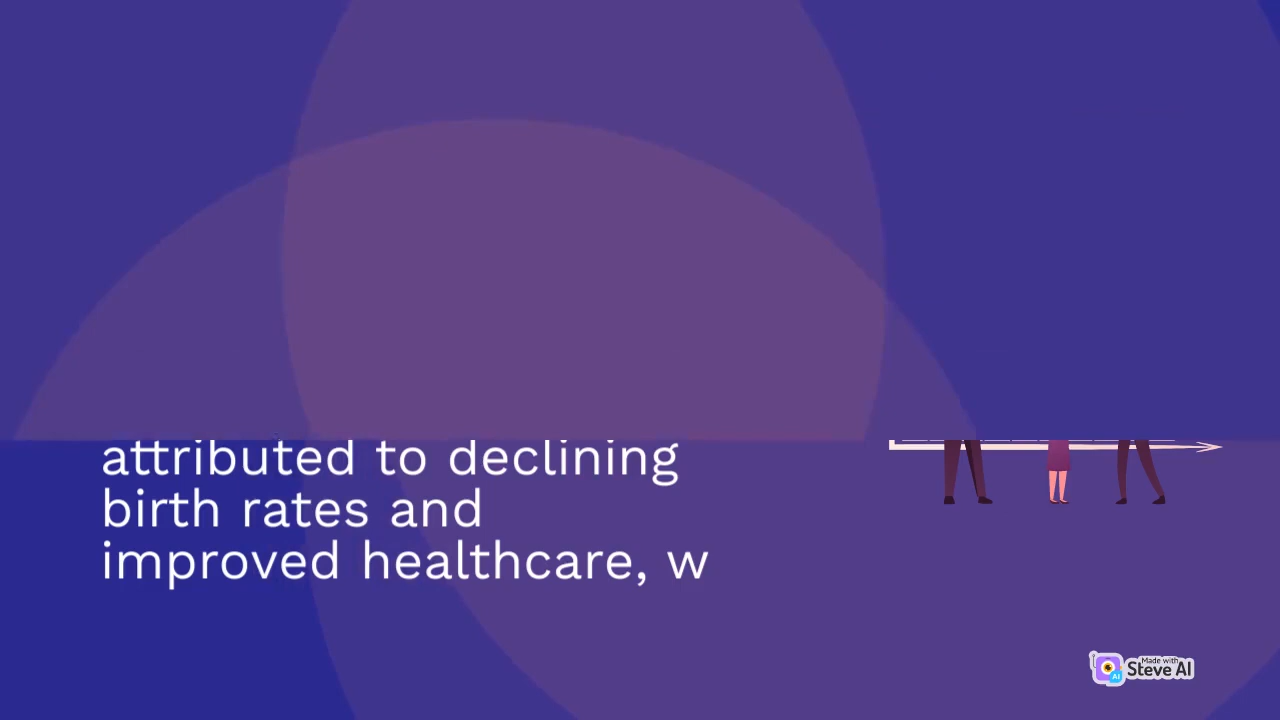 attributed to declining
birth rates and
improved healthcare, w
Made with
Steve AI